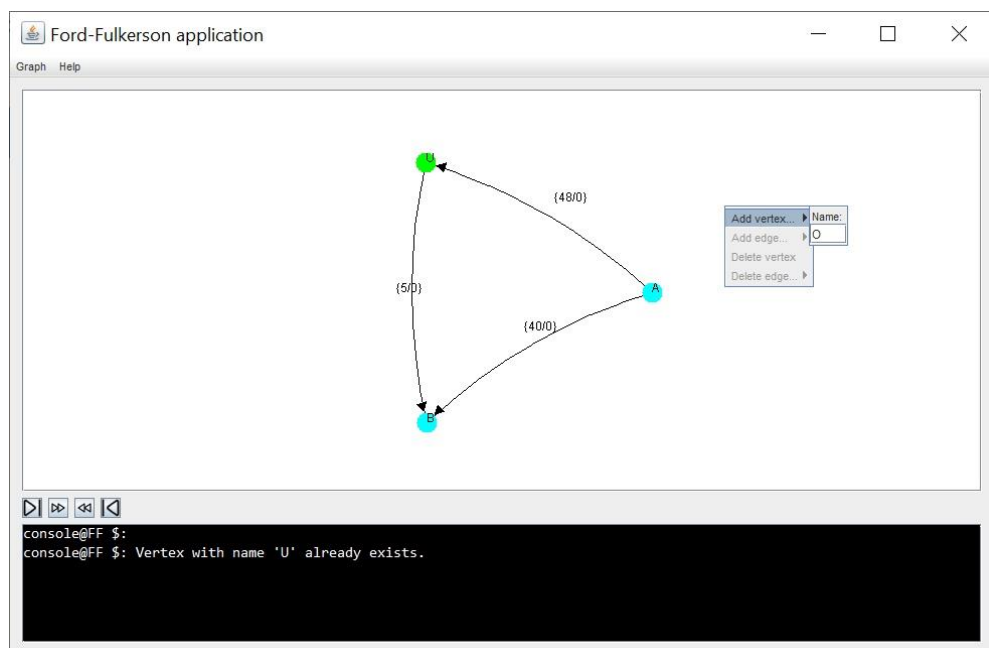 Ford-Fulkerson application
Graph Help
U
{48/0}
Add vertex... Name:
Add edge... O
Delete vertex
Delete edge...
{5/0}
A
{40/0}
B
console@FF $:
console@FF $: Vertex with name 'U' already exists.